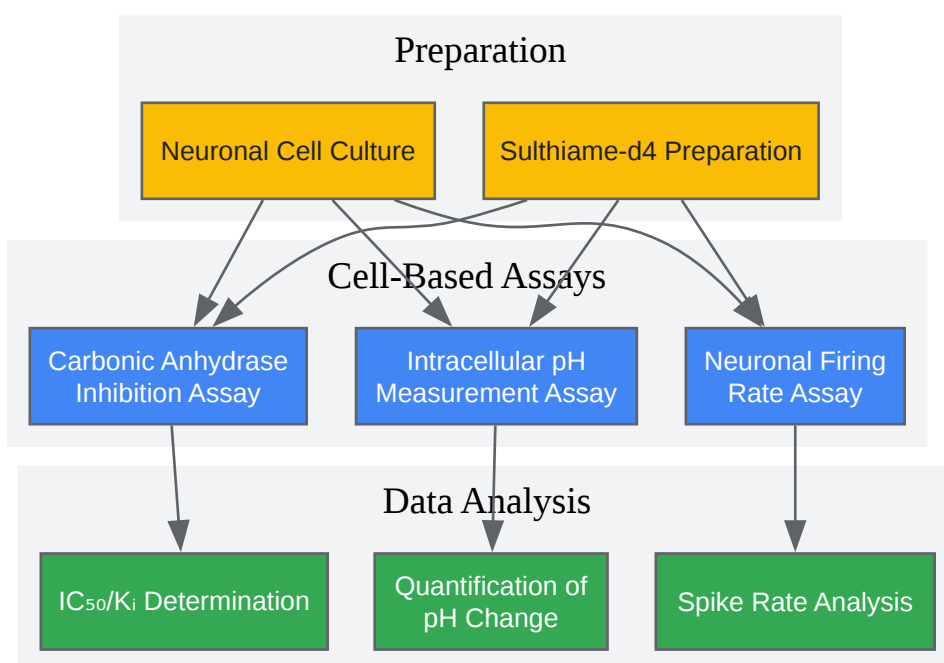 Preparation
Neuronal Cell Culture
Sulthiame-d4 Preparation
Cell-Based Assays
Carbonic Anhydrase
Inhibition Assay
Intracellular pH
Measurement Assay
Neuronal Firing
Rate Assay
Data Analysis
IC₅₀/Kᵢ Determination
Quantification of
pH Change
Spike Rate Analysis